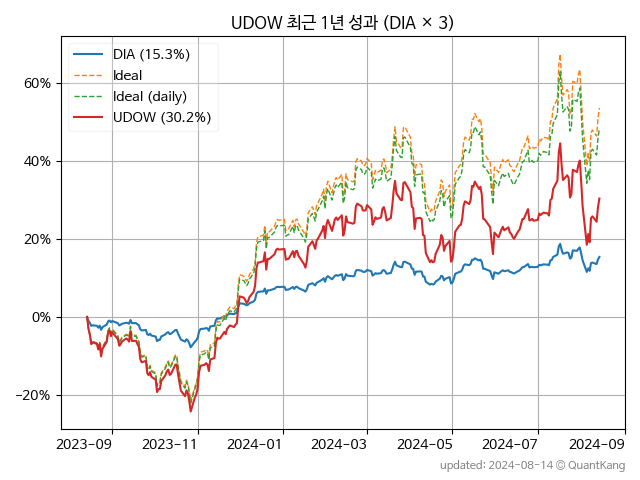 UDOW 최근 1년 성과 (DIA × 3)
DIA (15.3%)
Ideal
Ideal (daily)
UDOW (30.2%)
60%
40%
20%
0%
−20%
2023-09 2023-11 2024-01 2024-03 2024-05 2024-07 2024-09
updated: 2024-08-14 © QuantKang